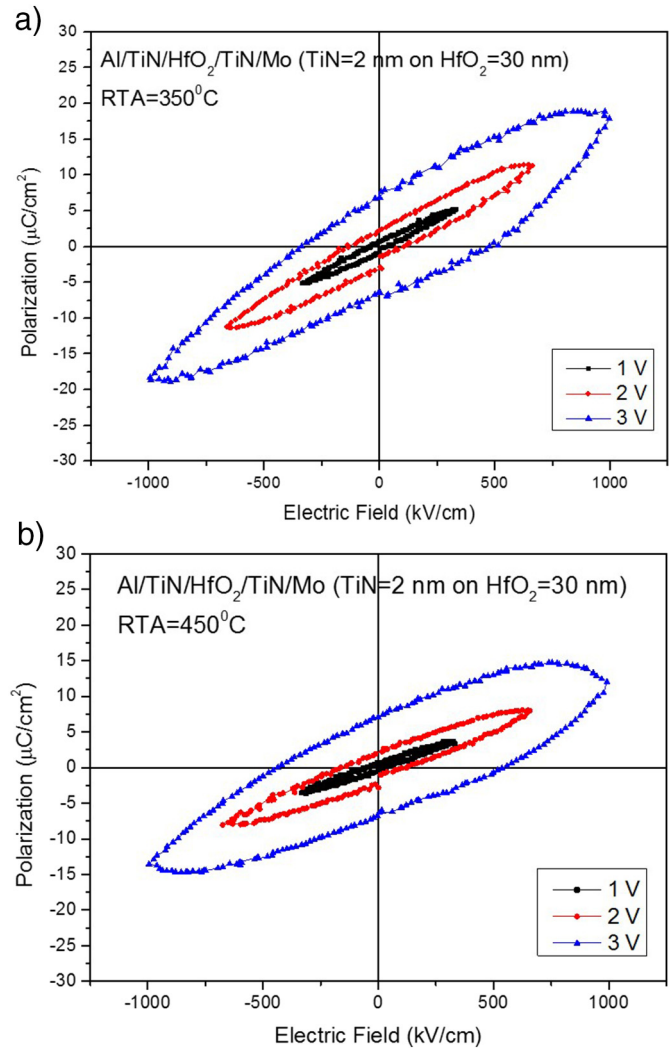 a)
30
25
20
15
10
5
0
-5
-10
-15
-20
-25
-30
Polarization (μC/cm²)
Al/TiN/HfO₂/TiN/Mo (TiN=2 nm on HfO₂=30 nm)
RTA=350⁰C
1 V
2 V
3 V
-1000 -500 0 500 1000
Electric Field (kV/cm)
b)
30
25
20
15
10
5
0
-5
-10
-15
-20
-25
-30
Polarization (μC/cm²)
Al/TiN/HfO₂/TiN/Mo (TiN=2 nm on HfO₂=30 nm)
RTA=450⁰C
1 V
2 V
3 V
-1000 -500 0 500 1000
Electric Field (kV/cm)